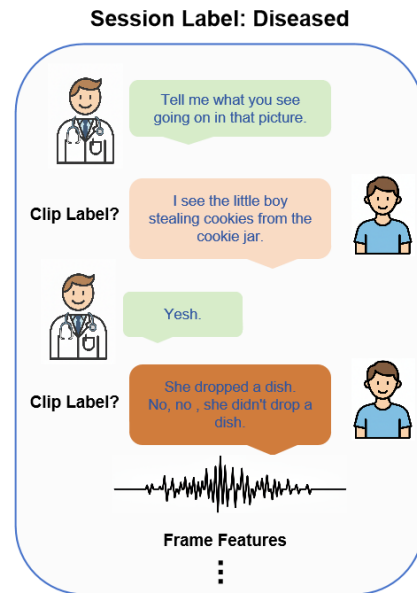 Session Label: Diseased
Tell me what you see
going on in that picture.
Clip Label?
I see the little boy
stealing cookies from the
cookie jar.
Yesh.
Clip Label?
She dropped a dish.
No, no , she didn't drop a
dish.
Frame Features